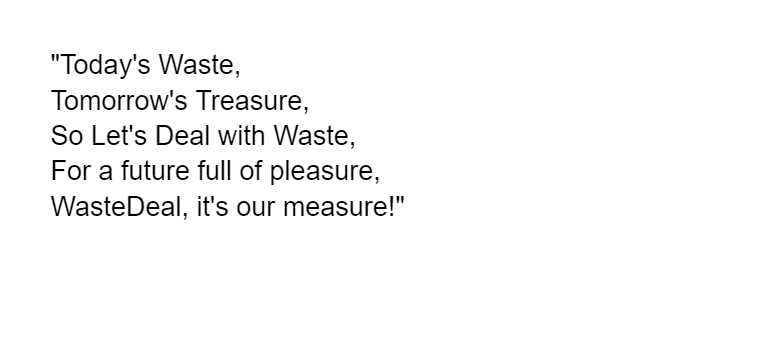 "Today's Waste,
Tomorrow's Treasure,
So Let's Deal with Waste,
For a future full of pleasure,
WasteDeal, it's our measure!"